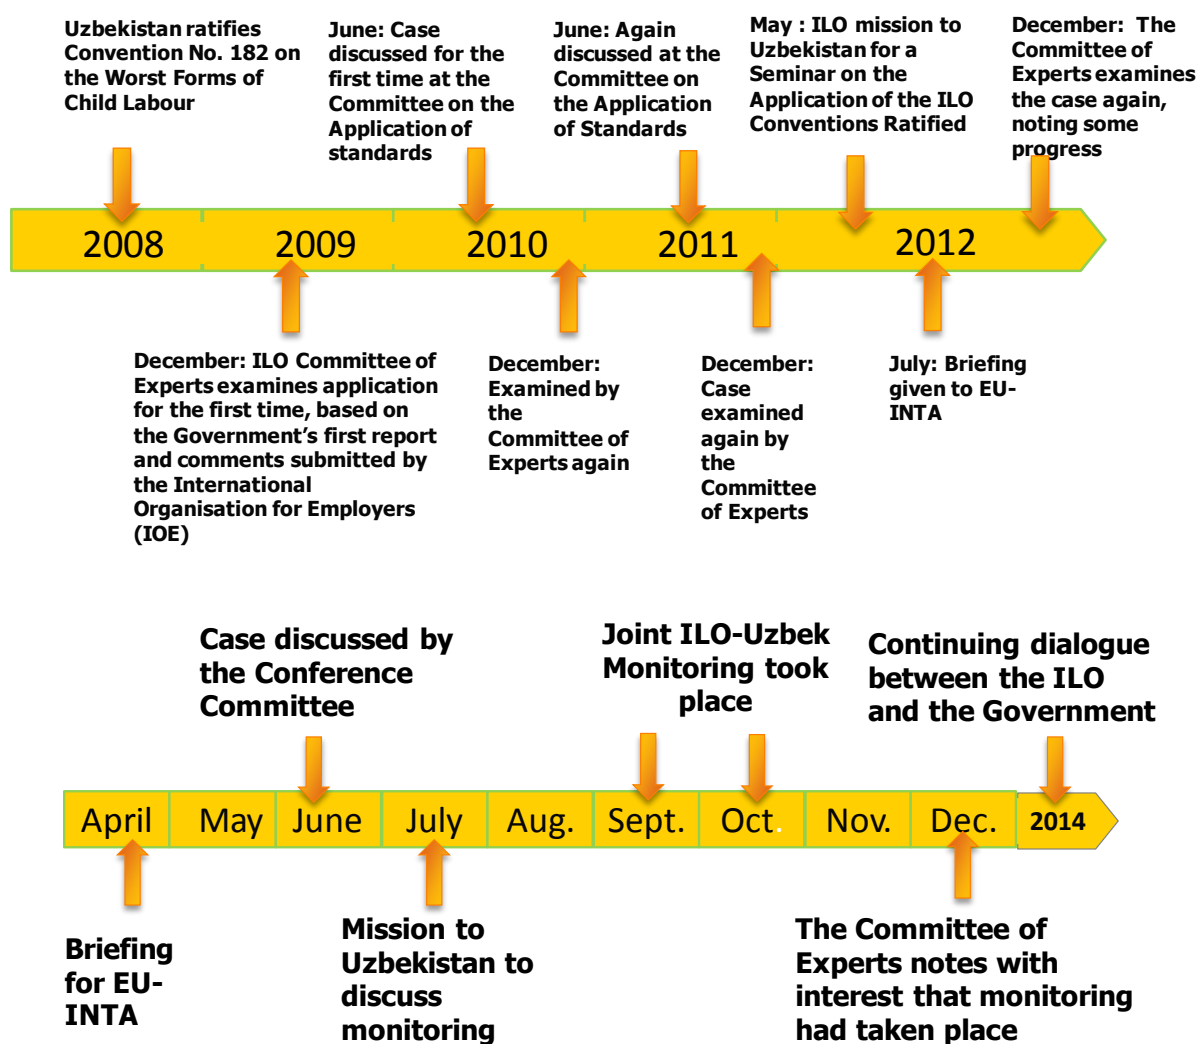 Uzbekistan ratifies
Convention No. 182 on
the Worst Forms of
Child Labour
June: Case
discussed for the
first time at the
Committee on the
Application of
standards
June: Again
discussed at the
Committee on
the Application
of Standards
May : ILO mission to
Uzbekistan for a
Seminar on the
Application of the ILO
Conventions Ratified
December: The
Committee of
Experts examines
the case again,
noting some
progress
2008 2009 2010 2011 2012
December: ILO Committee of
Experts examines application
for the first time, based on
the Government’s first report
and comments submitted by
the International
Organisation for Employers
(IOE)
December:
Examined by
the
Committee of
Experts again
December:
Case
examined
again by
the
Committee
of Experts
July: Briefing
given to EU-
INTA
Case discussed by
the Conference
Committee
Joint ILO-Uzbek
Monitoring took
place
Continuing dialogue
between the ILO
and the Government
April May June July Aug. Sept. Oct. Nov. Dec. 2014
Briefing
for EU-
INTA
Mission to
Uzbekistan to
discuss
monitoring
The Committee of
Experts notes with
interest that monitoring
had taken place